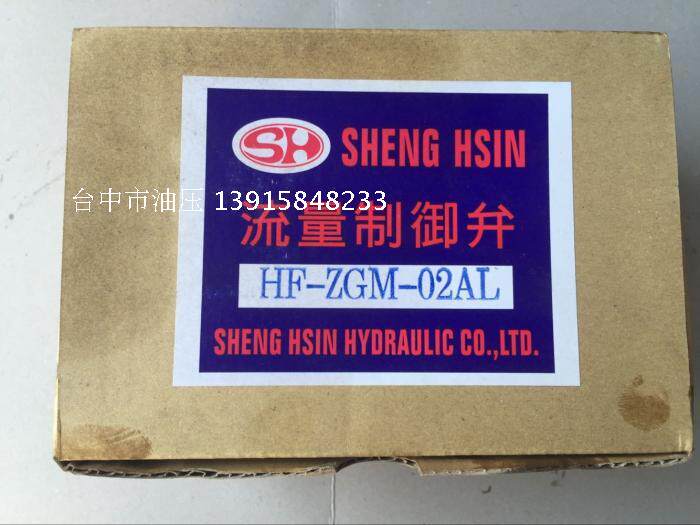 SH SHENG HSIN
台中市油压 13915848233
流量制御弁
HF-ZGM-02AL
SHENG HSIN HYDRAULIC CO.,LTD.